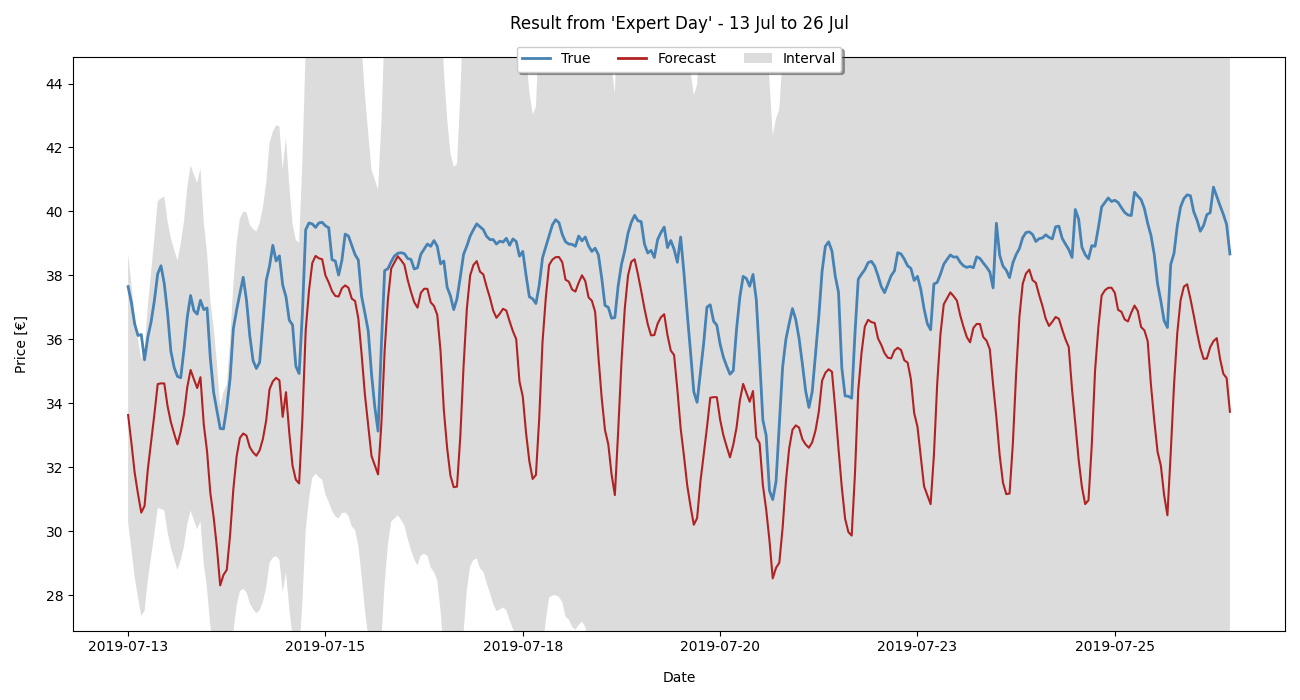 Result from 'Expert Day' - 13 Jul to 26 Jul
True Forecast Interval
44
42
40
38
36
34
32
30
28
Price [€]
2019-07-13 2019-07-15 2019-07-18 2019-07-20 2019-07-23 2019-07-25
Date